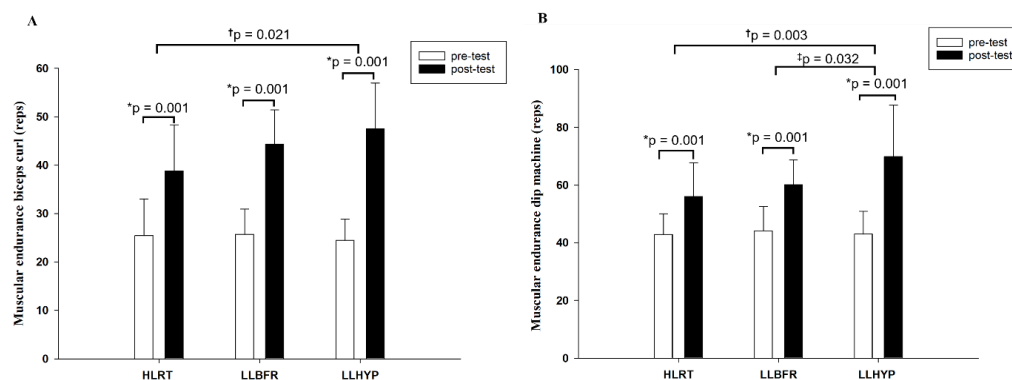 A
†p = 0.021
pre-test
post-test
*p = 0.001
*p = 0.001
*p = 0.001
Muscular endurance biceps curl (reps)
60
50
40
30
20
10
0
HLRT LLBFR LLHYP
B
†p = 0.003
‡p = 0.032
pre-test
post-test
*p = 0.001
*p = 0.001
*p = 0.001
Muscular endurance dip machine (reps)
100
80
60
40
20
0
HLRT LLBFR LLHYP